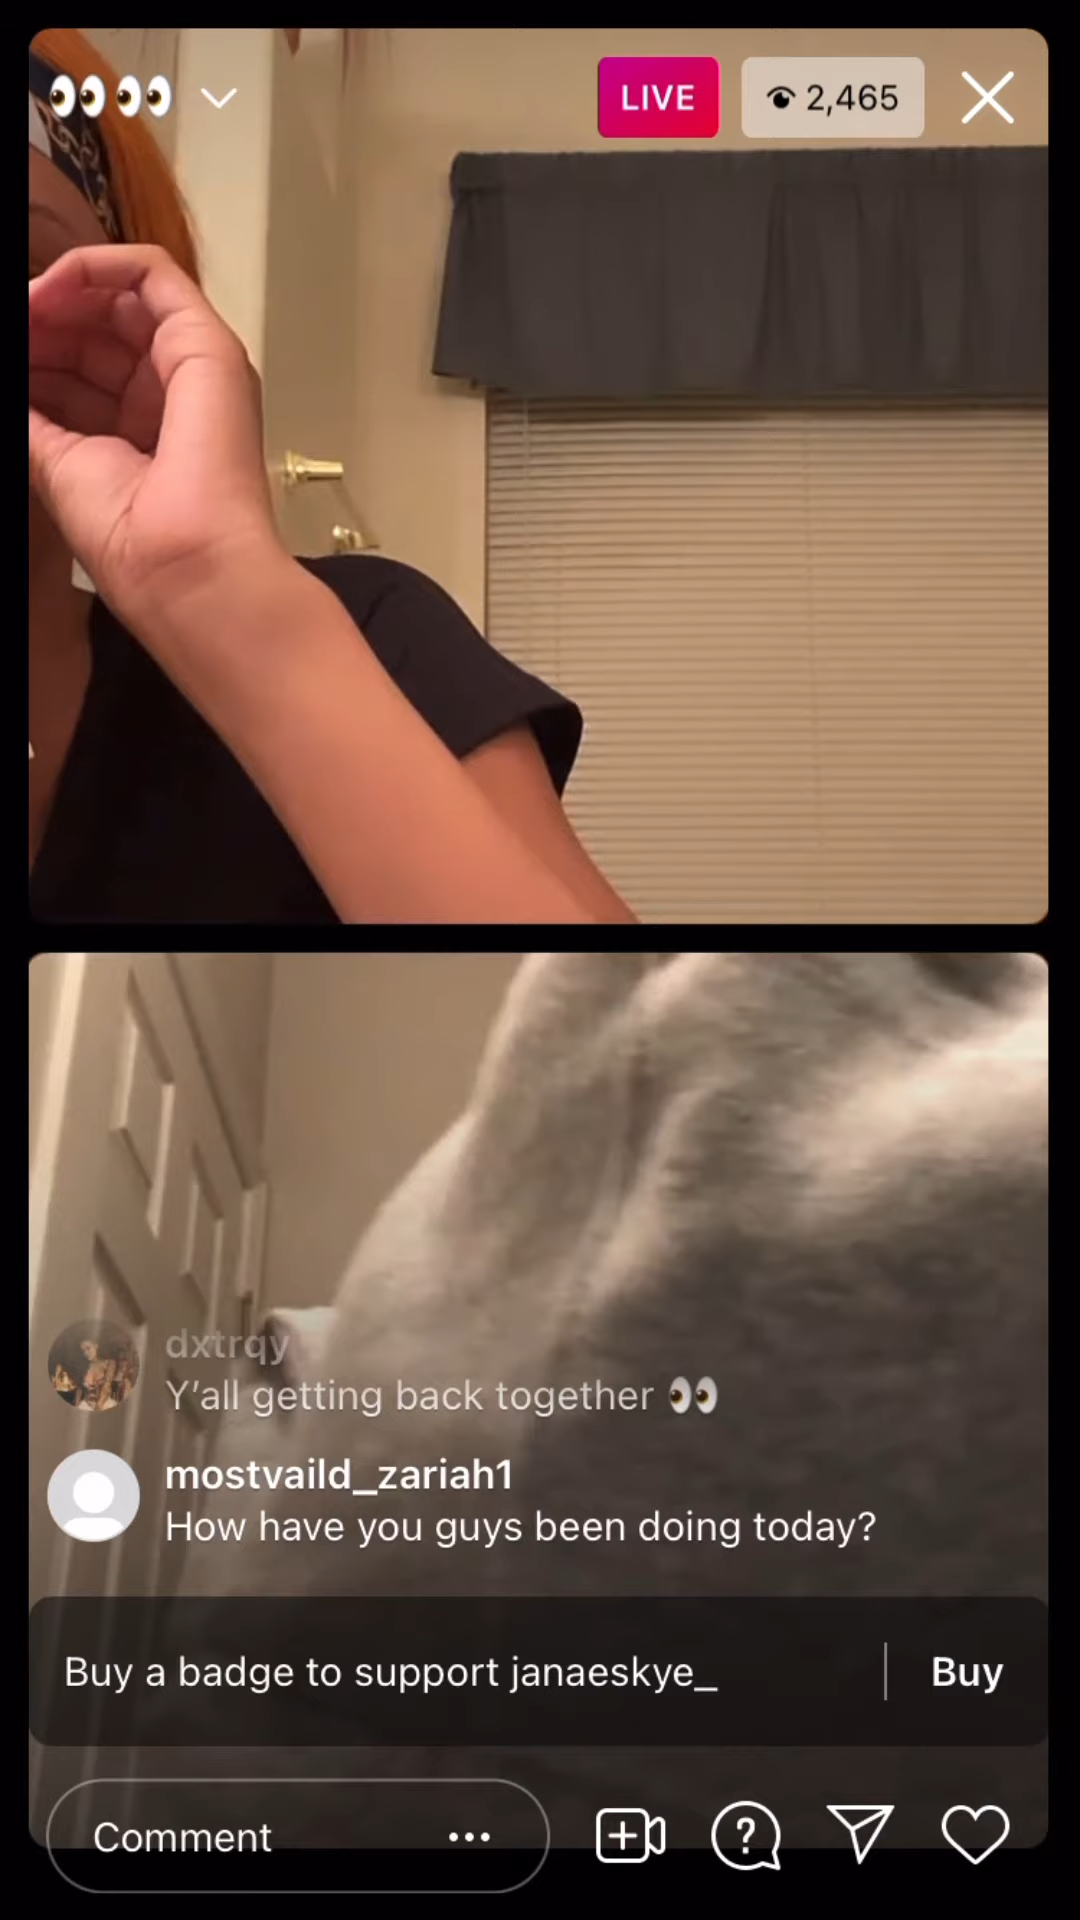 👀👀
LIVE 2,465
dxtrqy
Y'all getting back together 👀
mostvaild_zariah1
How have you guys been doing today?
Buy a badge to support janaeskye_ Buy
Comment